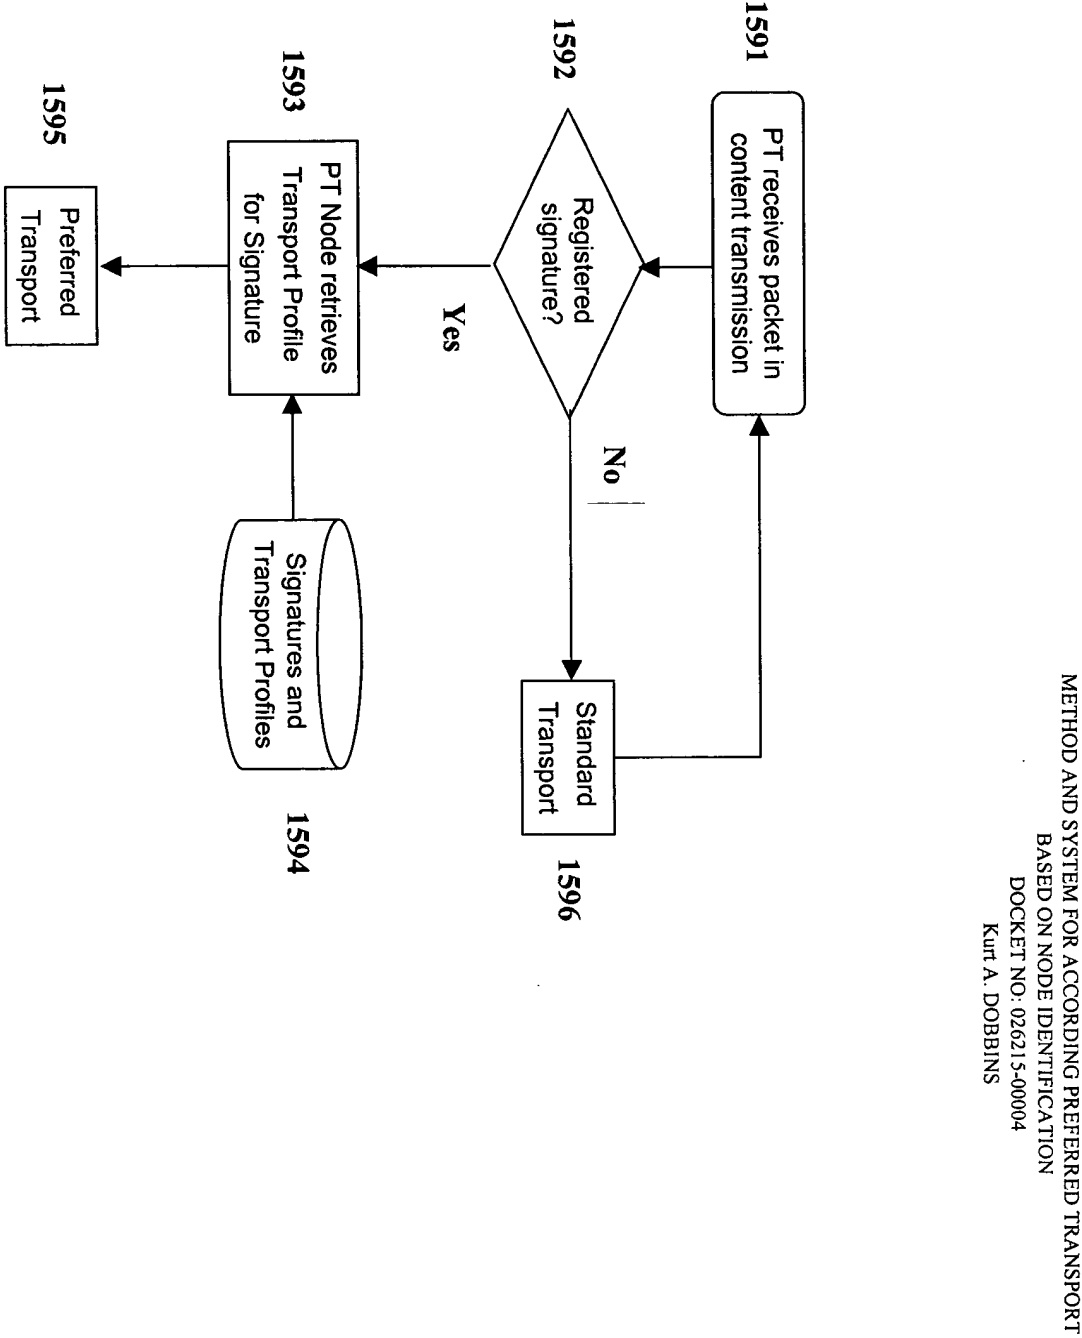 METHOD AND SYSTEM FOR ACCORDING PREFERRED TRANSPORT
BASED ON NODE IDENTIFICATION
DOCKET NO: 026215-00004
Kurt A. DOBBINS
1591
PT receives packet in
content transmission
1592
Registered
signature?
No
Standard
Transport
1596
Yes
1593
PT Node retrieves
Transport Profile
for Signature
Signatures and
Transport Profiles
1594
1595
Preferred
Transport